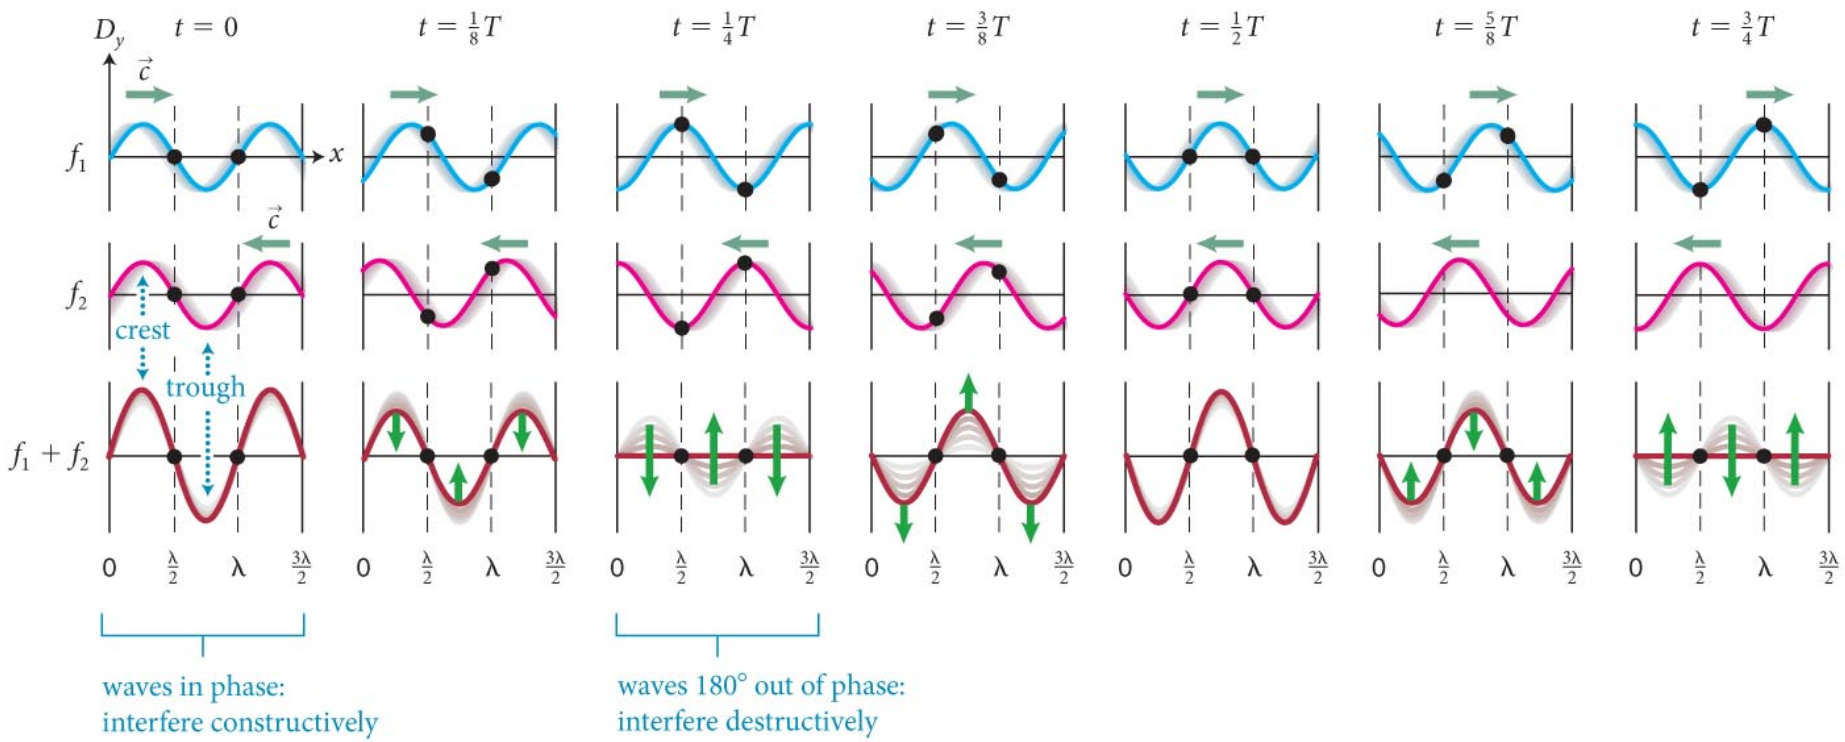 D_y t = 0 t = 1/8 T t = 1/4 T t = 3/8 T t = 1/2 T t = 5/8 T t = 3/4 T
c⃗
f₁ x
c⃗
f₂
crest
trough
f₁ + f₂
0 λ/2 λ 3λ/2 0 λ/2 λ 3λ/2 0 λ/2 λ 3λ/2 0 λ/2 λ 3λ/2 0 λ/2 λ 3λ/2 0 λ/2 λ 3λ/2 0 λ/2 λ 3λ/2
waves in phase:
interfere constructively
waves 180° out of phase:
interfere destructively